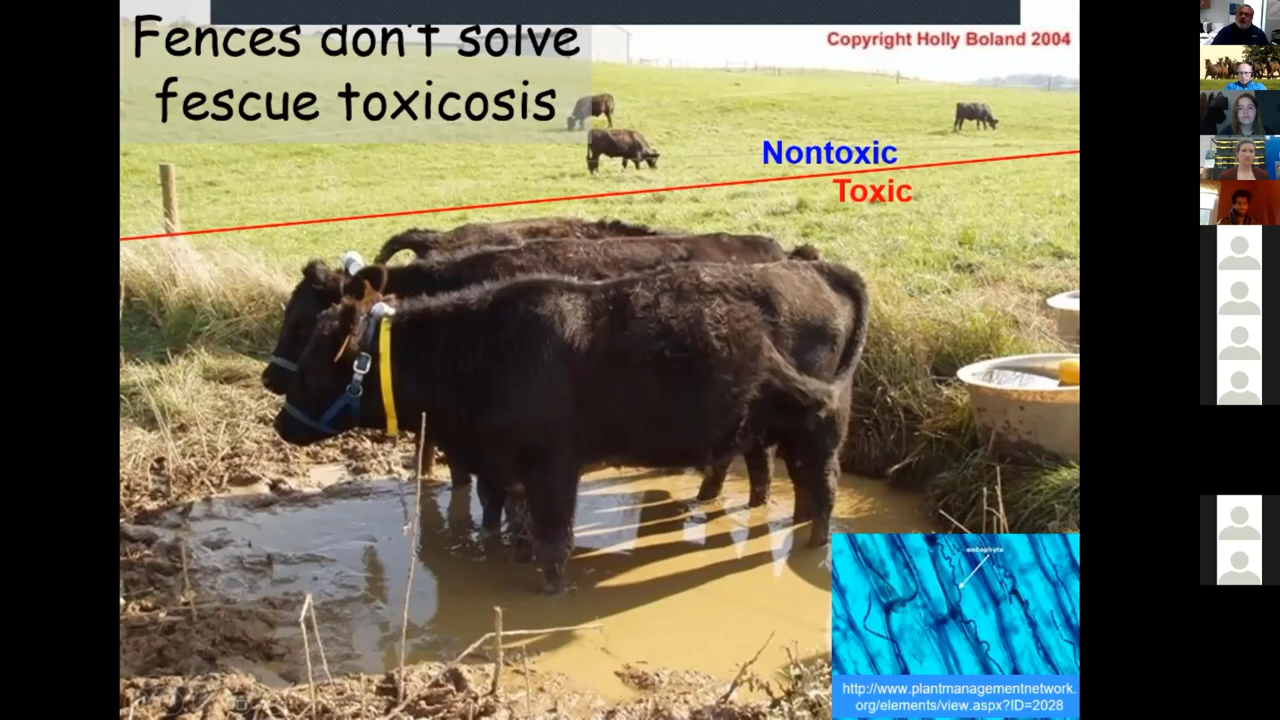 Fences don't solve
fescue toxicosis
Copyright Holly Boland 2004
Nontoxic
Toxic
endophyte
http://www.plantmanagementnetwork.
org/elements/view.aspx?ID=2028